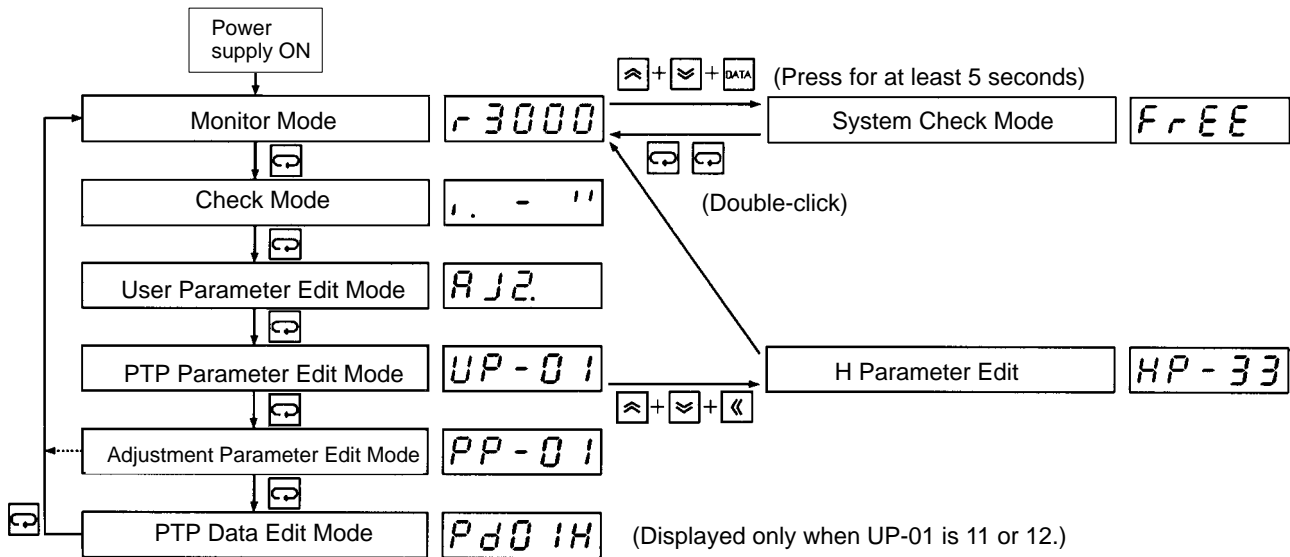 Power
supply ON
+ + DATA (Press for at least 5 seconds)
Monitor Mode r3000 System Check Mode FrEE
(Double-click)
Check Mode ı. - ''
User Parameter Edit Mode AJ2.
PTP Parameter Edit Mode UP-01 H Parameter Edit HP-33
+ +
Adjustment Parameter Edit Mode PP-01
PTP Data Edit Mode Pd01H (Displayed only when UP-01 is 11 or 12.)